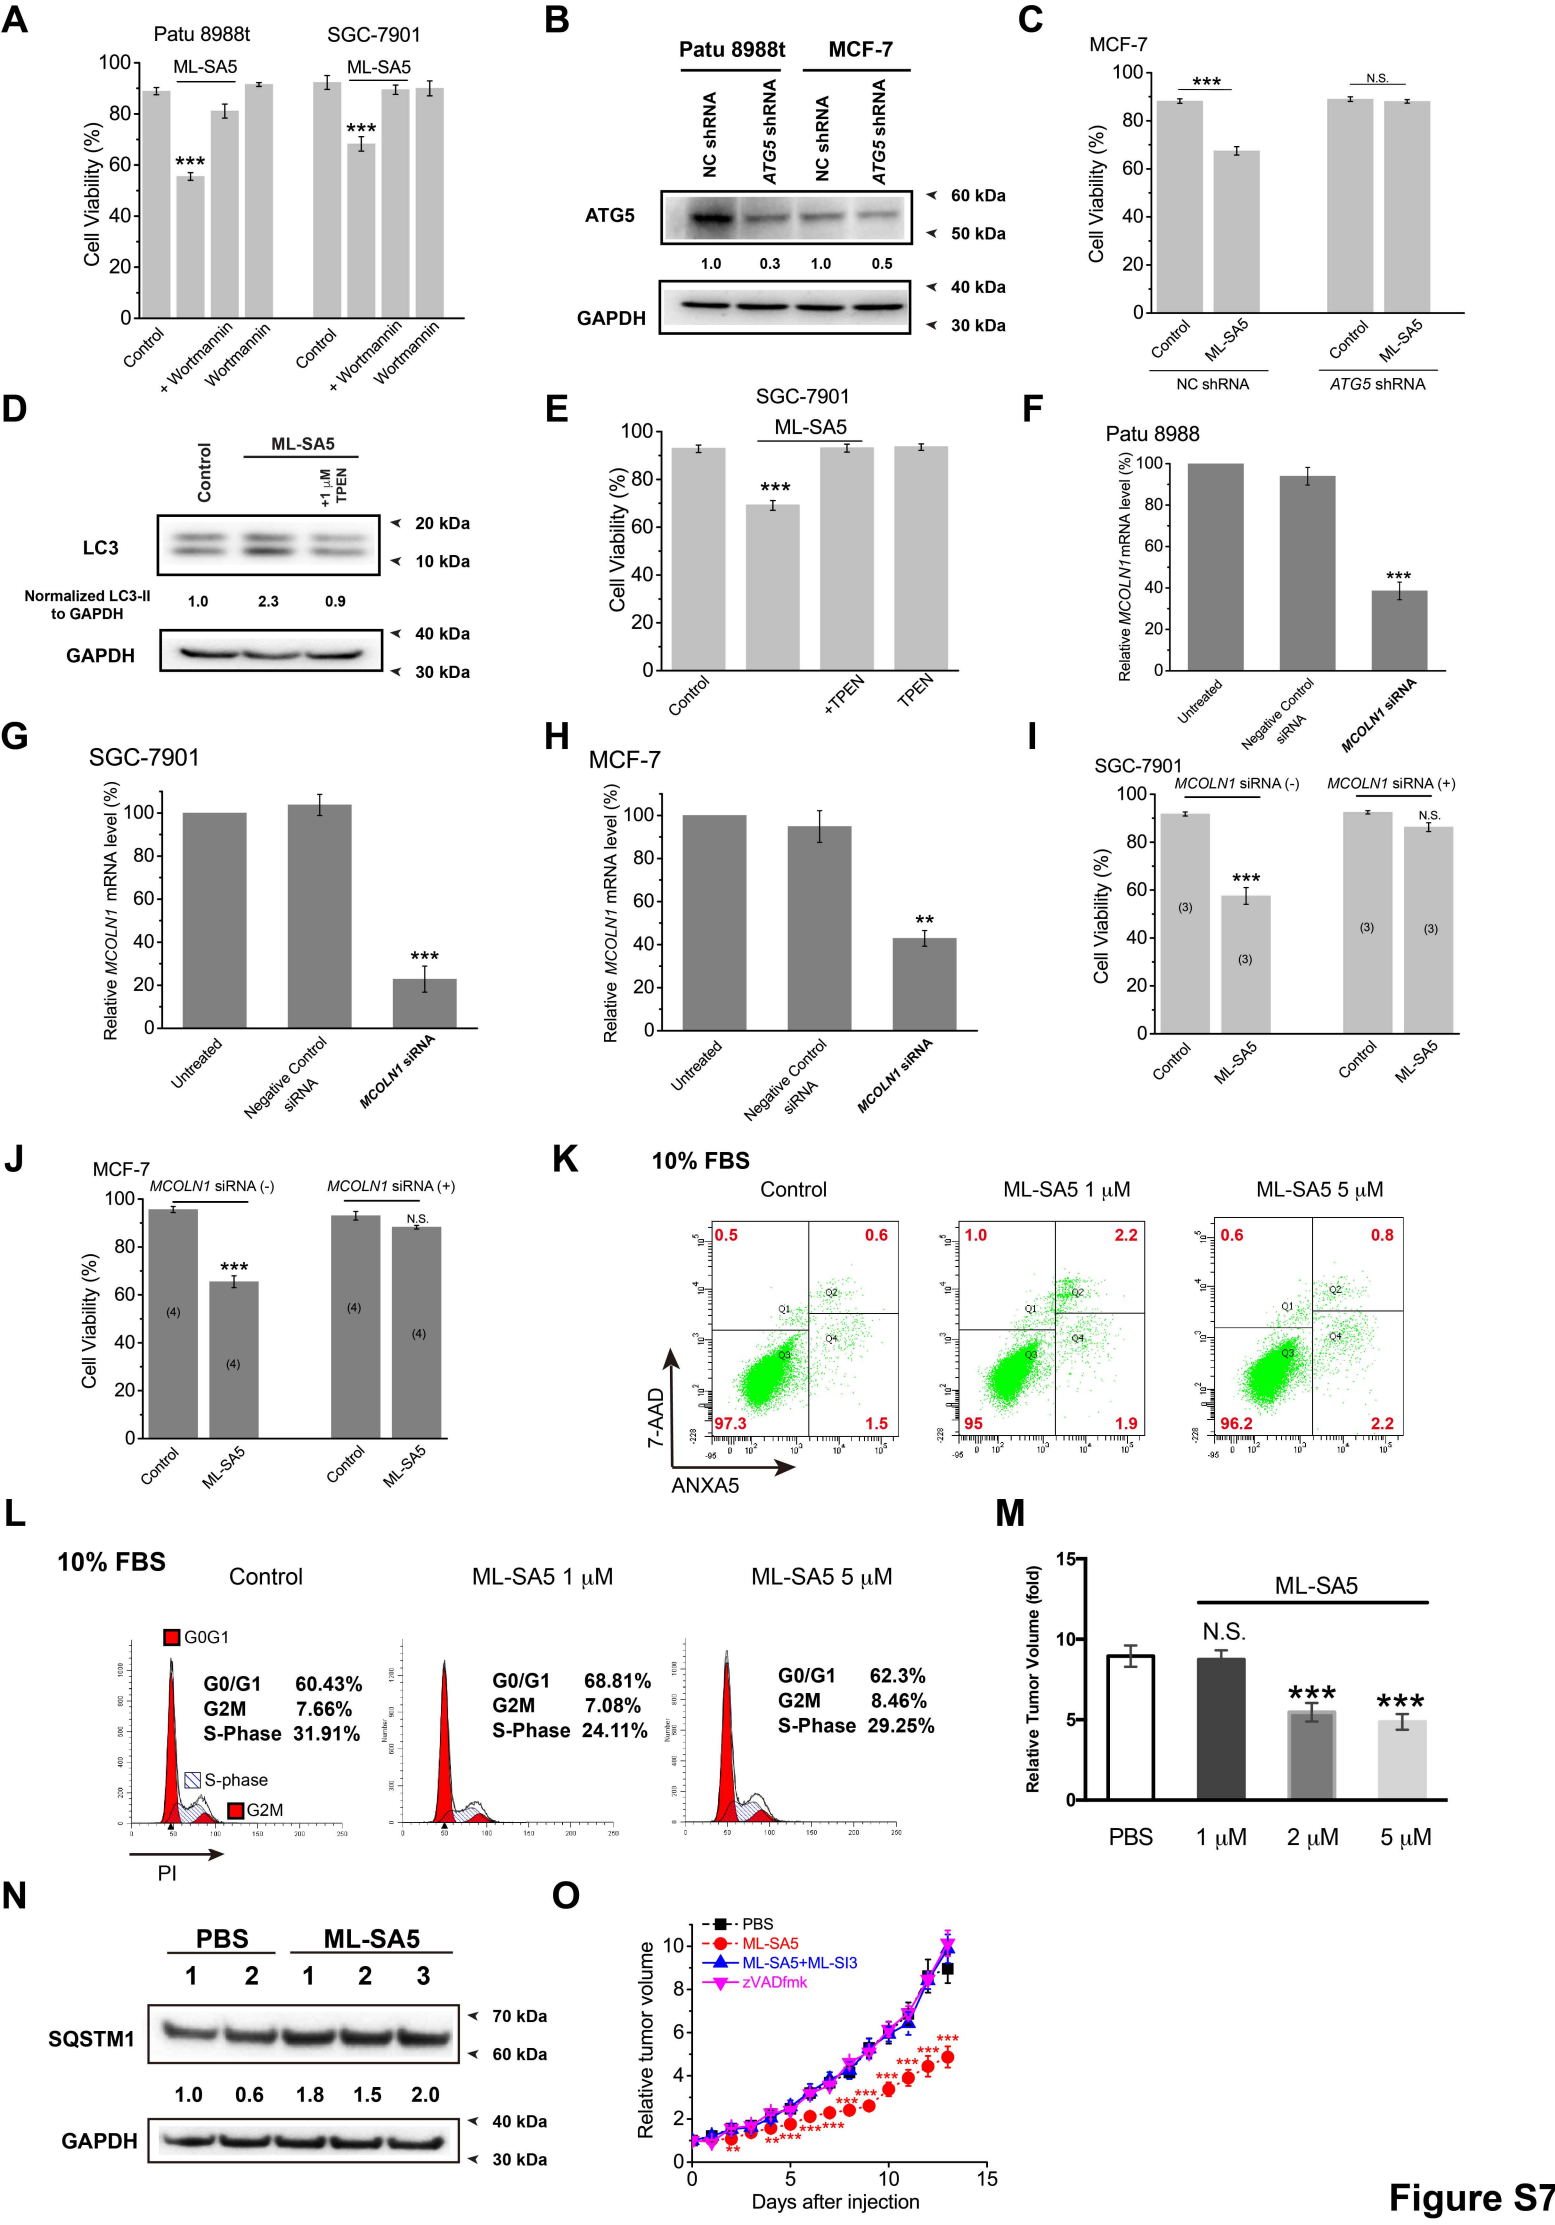 A
Patu 8988t
SGC-7901
ML-SA5
ML-SA5
Cell Viability (%)
100
80
60
40
20
0
***
***
Control
+ Wortmannin
Wortmannin
Control
+ Wortmannin
Wortmannin
B
Patu 8988t
MCF-7
NC shRNA
ATG5 shRNA
NC shRNA
ATG5 shRNA
ATG5
60 kDa
50 kDa
1.0 0.3 1.0 0.5
GAPDH
40 kDa
30 kDa
C
MCF-7
Cell Viability (%)
100
80
60
40
20
0
***
N.S.
Control
ML-SA5
Control
ML-SA5
NC shRNA
ATG5 shRNA
D
Control
ML-SA5
+1 μM
TPEN
LC3
20 kDa
10 kDa
Normalized LC3-II
to GAPDH
1.0 2.3 0.9
GAPDH
40 kDa
30 kDa
E
SGC-7901
ML-SA5
Cell Viability (%)
100
80
60
40
20
0
***
Control
+TPEN
TPEN
F
Patu 8988
Relative MCOLN1 mRNA level (%)
100
80
60
40
20
0
***
Untreated
Negative Control
siRNA
MCOLN1 siRNA
G
SGC-7901
Relative MCOLN1 mRNA level (%)
100
80
60
40
20
0
***
Untreated
Negative Control
siRNA
MCOLN1 siRNA
H
MCF-7
Relative MCOLN1 mRNA level (%)
100
80
60
40
20
0
**
Untreated
Negative Control
siRNA
MCOLN1 siRNA
I
SGC-7901
MCOLN1 siRNA (-)
MCOLN1 siRNA (+)
Cell Viability (%)
100
80
60
40
20
0
***
N.S.
(3)
(3)
(3)
(3)
Control
ML-SA5
Control
ML-SA5
J
MCF-7
MCOLN1 siRNA (-)
MCOLN1 siRNA (+)
Cell Viability (%)
100
80
60
40
20
0
***
N.S.
(4)
(4)
(4)
(4)
Control
ML-SA5
Control
ML-SA5
K
10% FBS
Control
ML-SA5 1 μM
ML-SA5 5 μM
0.5 0.6
Q1 Q2
Q3 Q4
97.3 1.5
1.0 2.2
Q1 Q2
Q3 Q4
95 1.9
0.6 0.8
Q1 Q2
Q3 Q4
96.2 2.2
7-AAD
ANXA5
L
10% FBS
Control
ML-SA5 1 μM
ML-SA5 5 μM
G0G1
G0/G1 60.43%
G2M 7.66%
S-Phase 31.91%
S-phase
G2M
PI
G0/G1 68.81%
G2M 7.08%
S-Phase 24.11%
G0/G1 62.3%
G2M 8.46%
S-Phase 29.25%
M
Relative Tumor Volume (fold)
15
10
5
0
ML-SA5
N.S.
***
***
PBS
1 μM
2 μM
5 μM
N
PBS
ML-SA5
1 2 1 2 3
SQSTM1
70 kDa
60 kDa
1.0 0.6 1.8 1.5 2.0
GAPDH
40 kDa
30 kDa
O
PBS
ML-SA5
ML-SA5+ML-SI3
zVADfmk
Relative tumor volume
10
8
6
4
2
0
**
**
***
***
***
***
***
***
***
***
***
0 5 10 15
Days after injection
Figure S7